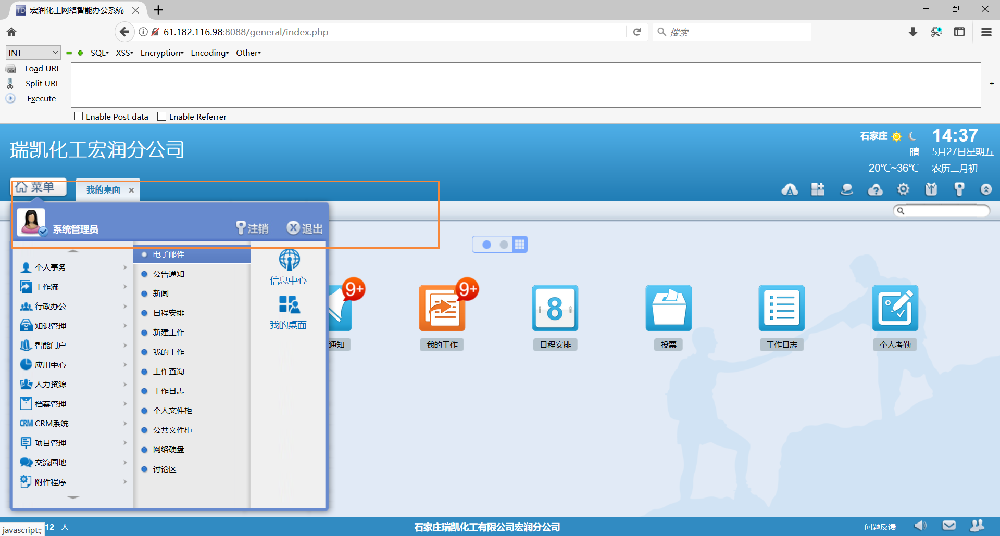 TD 宏润化工网络智能办公系统
61.182.116.98:8088/general/index.php
搜索
INT SQL XSS Encryption Encoding Other
Load URL
Split URL
Execute
-
+
Enable Post data Enable Referrer
瑞凯化工宏润分公司
石家庄 14:37
晴 5月27日星期五
20℃~36℃ 农历二月初一
菜单 我的桌面
系统管理员 注销 退出
个人事务
工作流
行政办公
知识管理
智能门户
应用中心
人力资源
档案管理
CRM CRM系统
项目管理
交流园地
附件程序
电子邮件
公告通知
新闻
日程安排
新建工作
我的工作
工作查询
工作日志
个人文件柜
公共文件柜
网络硬盘
讨论区
信息中心
我的桌面
9+ 9+
8
通知 我的工作 日程安排 投票 工作日志 个人考勤
javascript:; 12 人 石家庄瑞凯化工有限公司宏润分公司 问题反馈